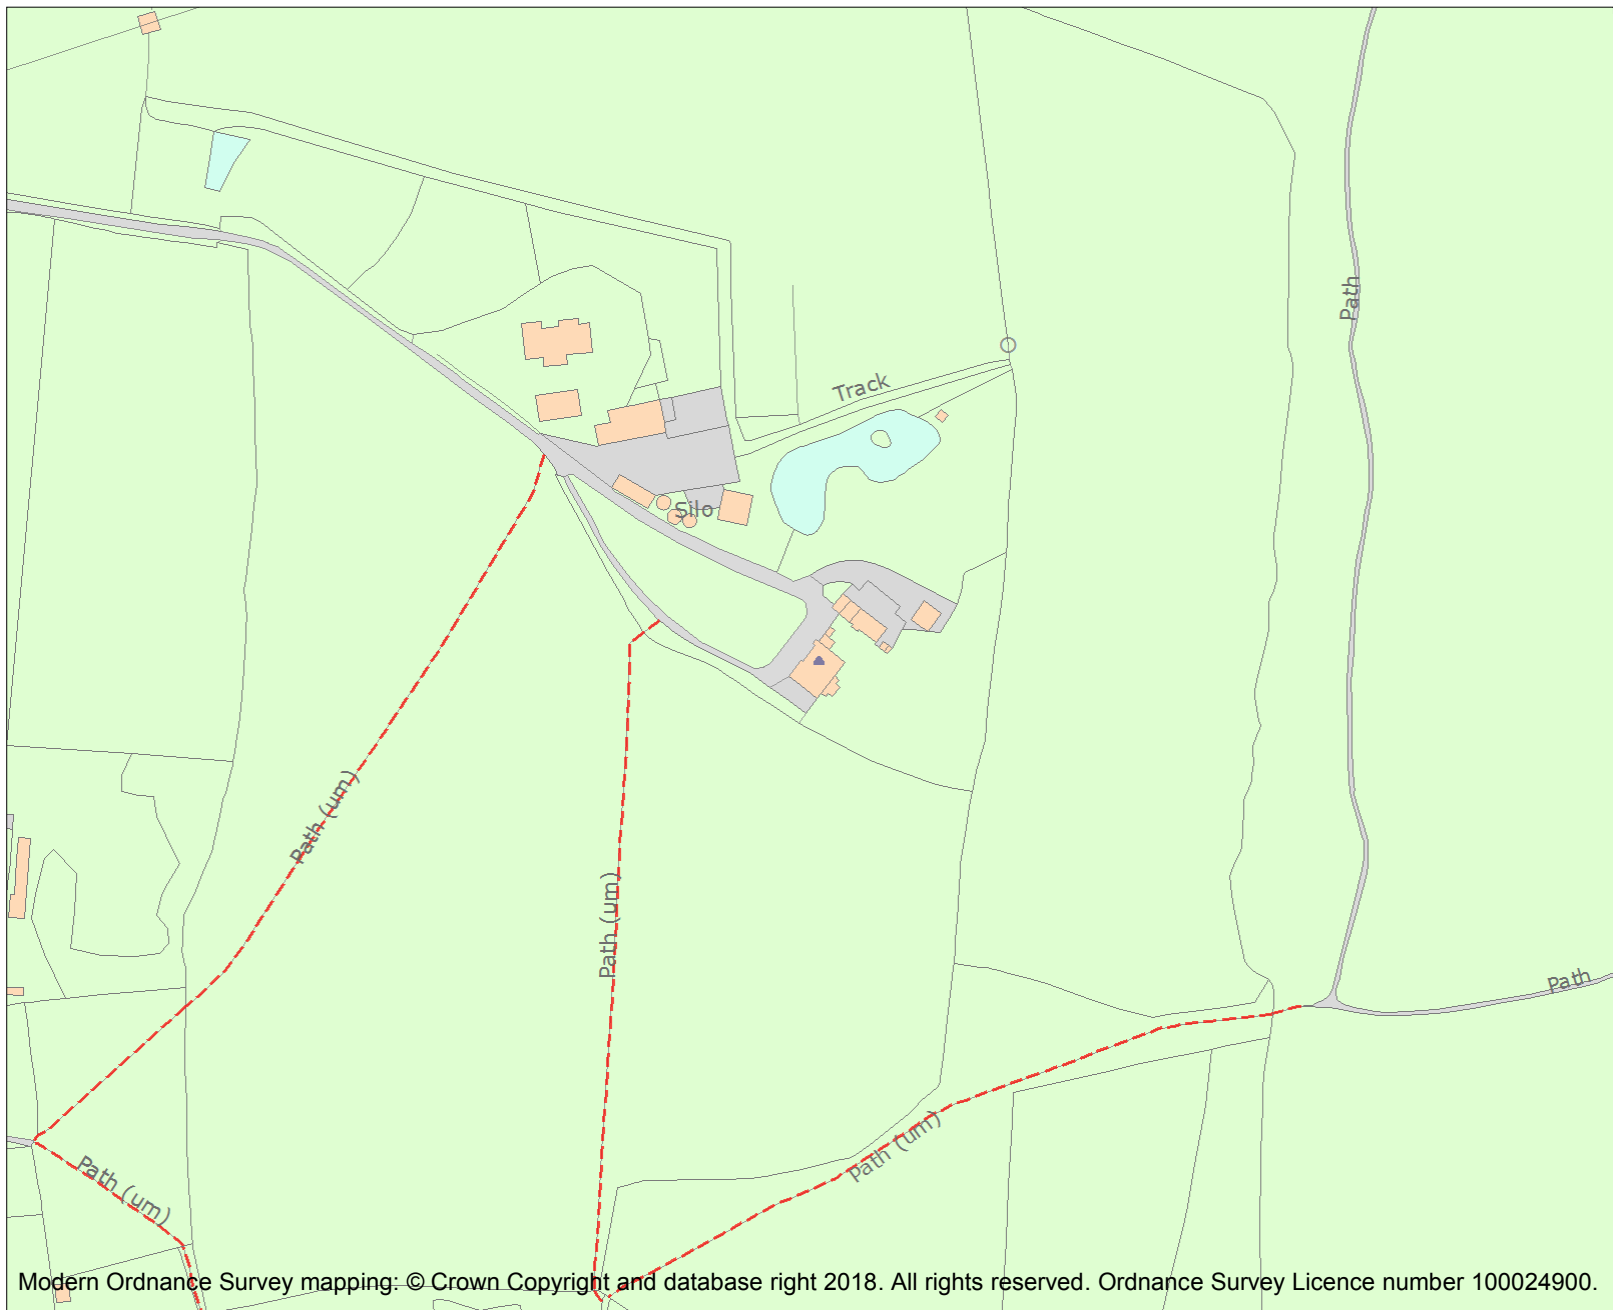 Path
Track
Silo
Path (um)
Path (um)
Path
Path (um)
Path (um)
Modern Ordnance Survey mapping: © Crown Copyright and database right 2018. All rights reserved. Ordnance Survey Licence number 100024900.